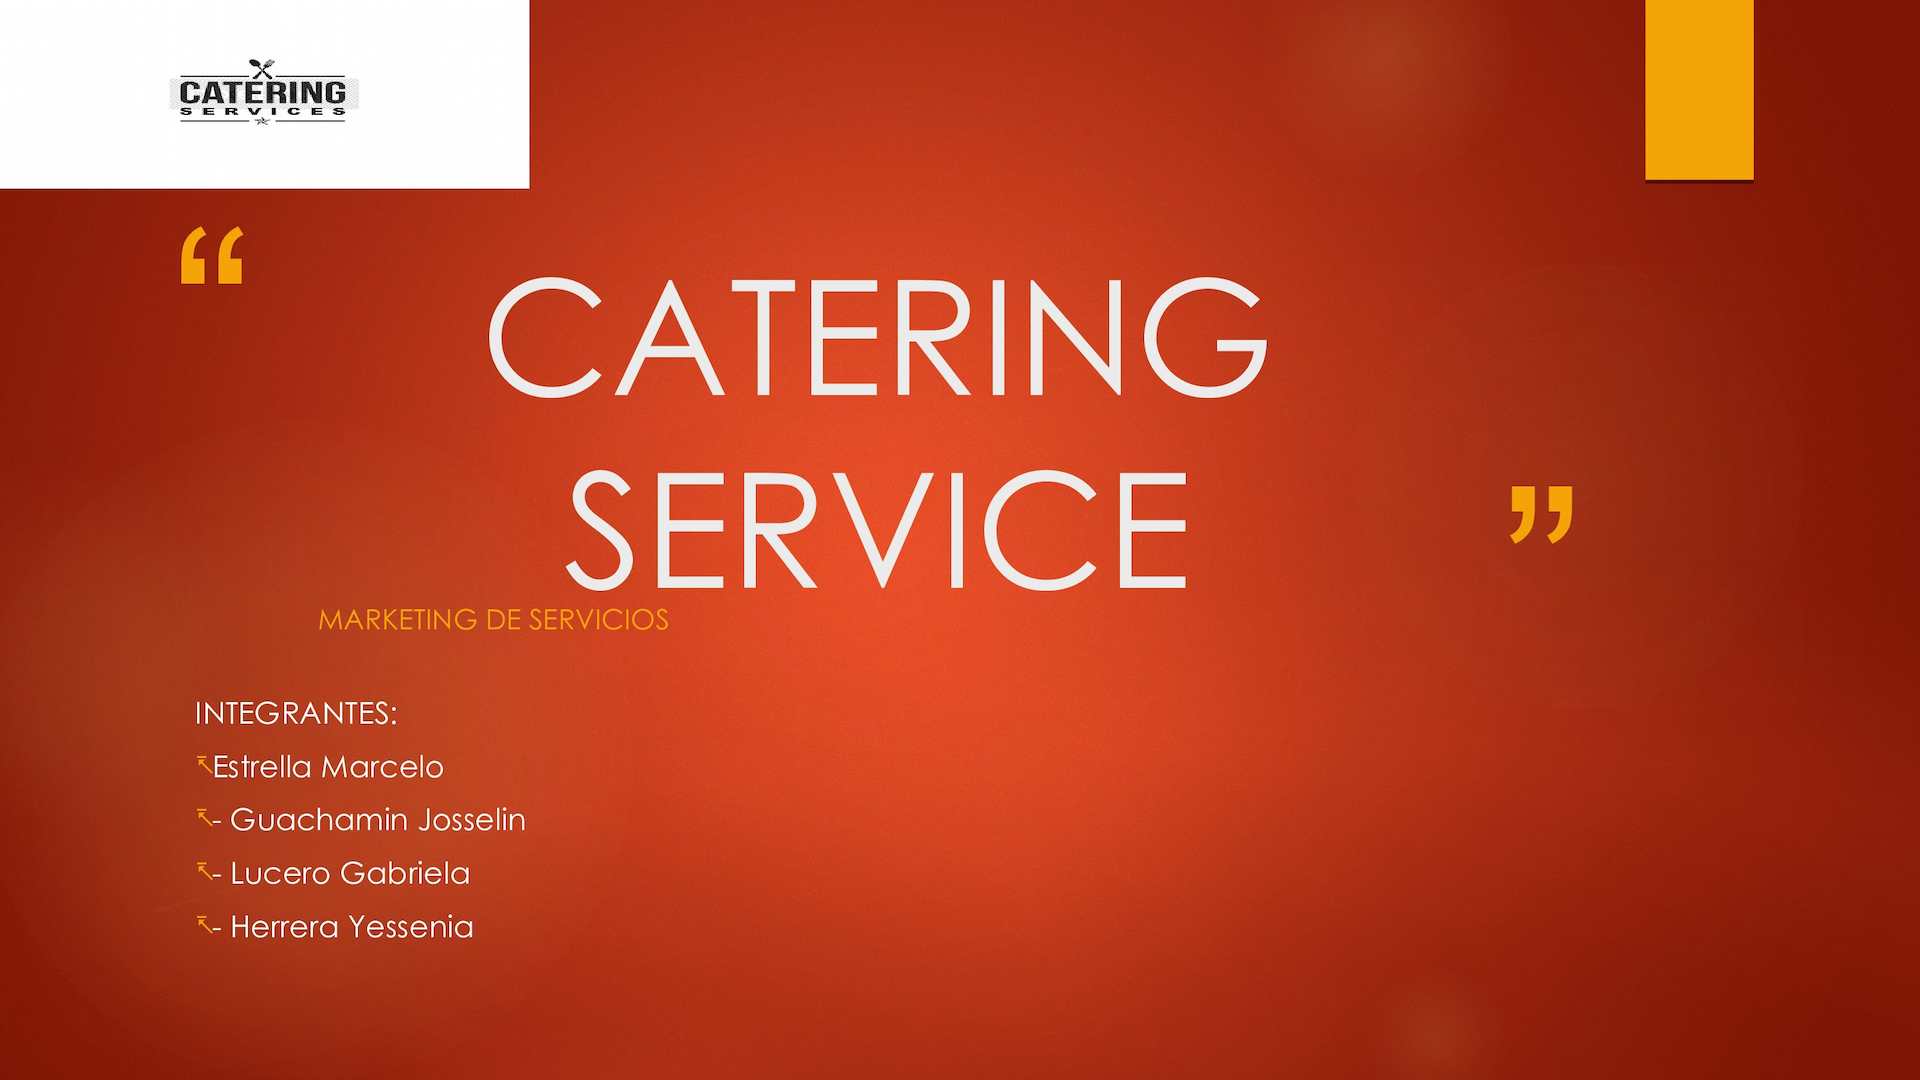 CATERING
SERVICES
“
CATERING
SERVICE
”
MARKETING DE SERVICIOS
INTEGRANTES:
Estrella Marcelo
- Guachamin Josselin
- Lucero Gabriela
- Herrera Yessenia